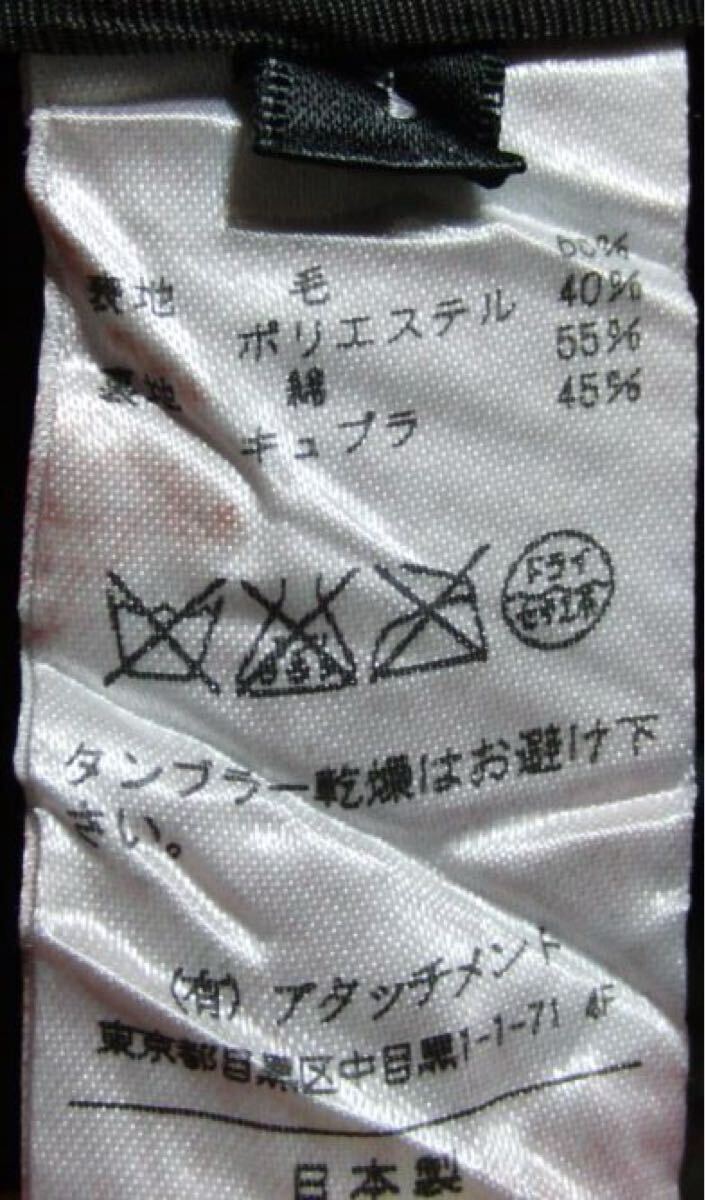 表地 毛 60%
ポリエステル 40%
裏地 綿 55%
キュプラ 45%
ドライ
セキユ系
タンブラー乾燥はお避け下
さい。
(有) アタッチメント
東京都目黒区中目黒1-1-71 4F
日本製